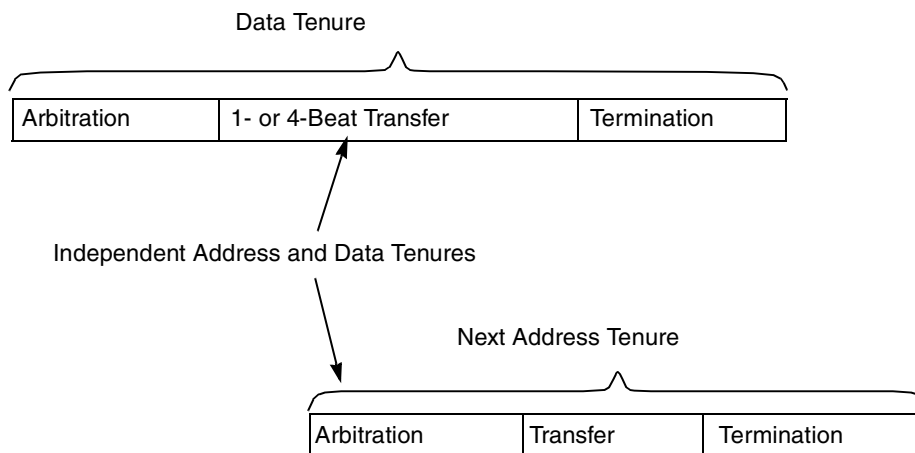 Data Tenure
Arbitration 1- or 4-Beat Transfer Termination
Independent Address and Data Tenures
Next Address Tenure
Arbitration Transfer Termination